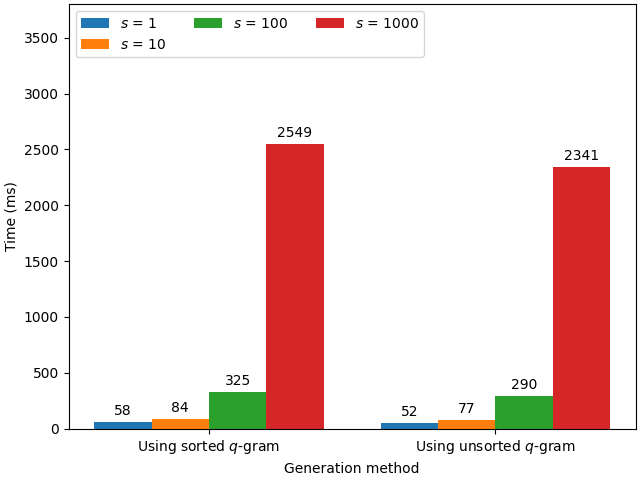 s = 1
s = 10
s = 100
s = 1000
3500
3000
2500
2000
1500
1000
500
0
Time (ms)
58
84
325
2549
52
77
290
2341
Using sorted q-gram
Using unsorted q-gram
Generation method